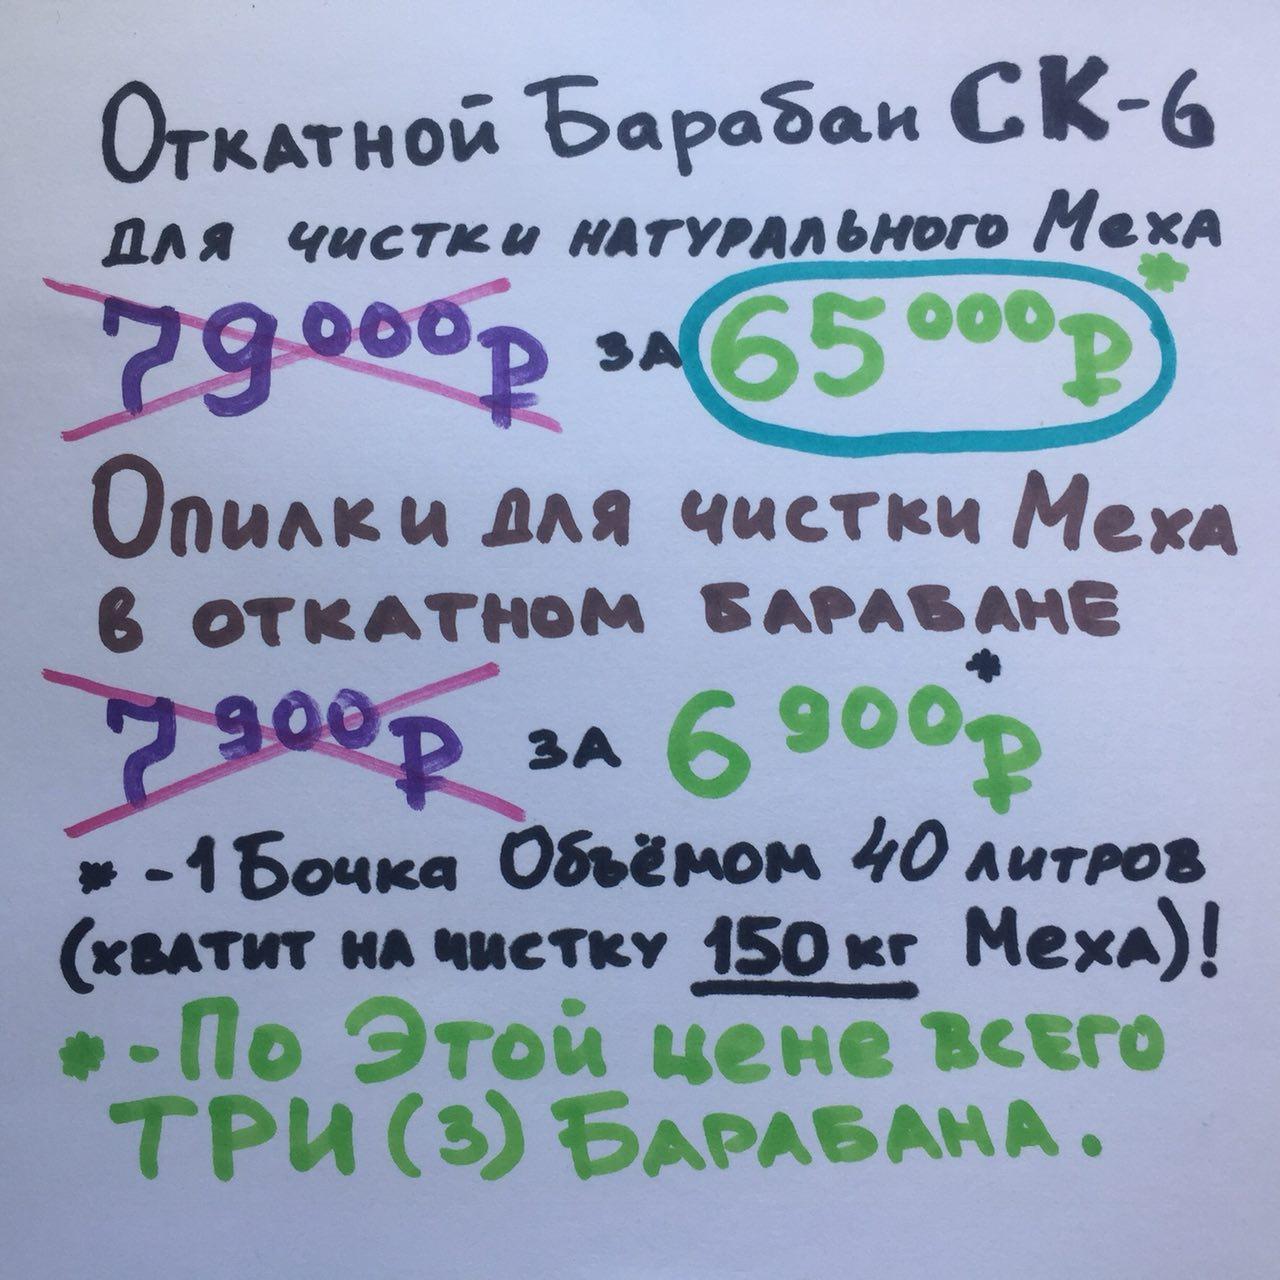 Откатной Барабан СК-6
для чистки натурального Меха
79 000 ₽ за 65 000 ₽ *
Опилки для чистки Меха
в откатном барабане
7 900 ₽ за 6 900 ₽ *
* - 1 Бочка Объёмом 40 литров
(хватит на чистку 150 кг Меха)!
* - По Этой цене всего
ТРИ (3) Барабана.